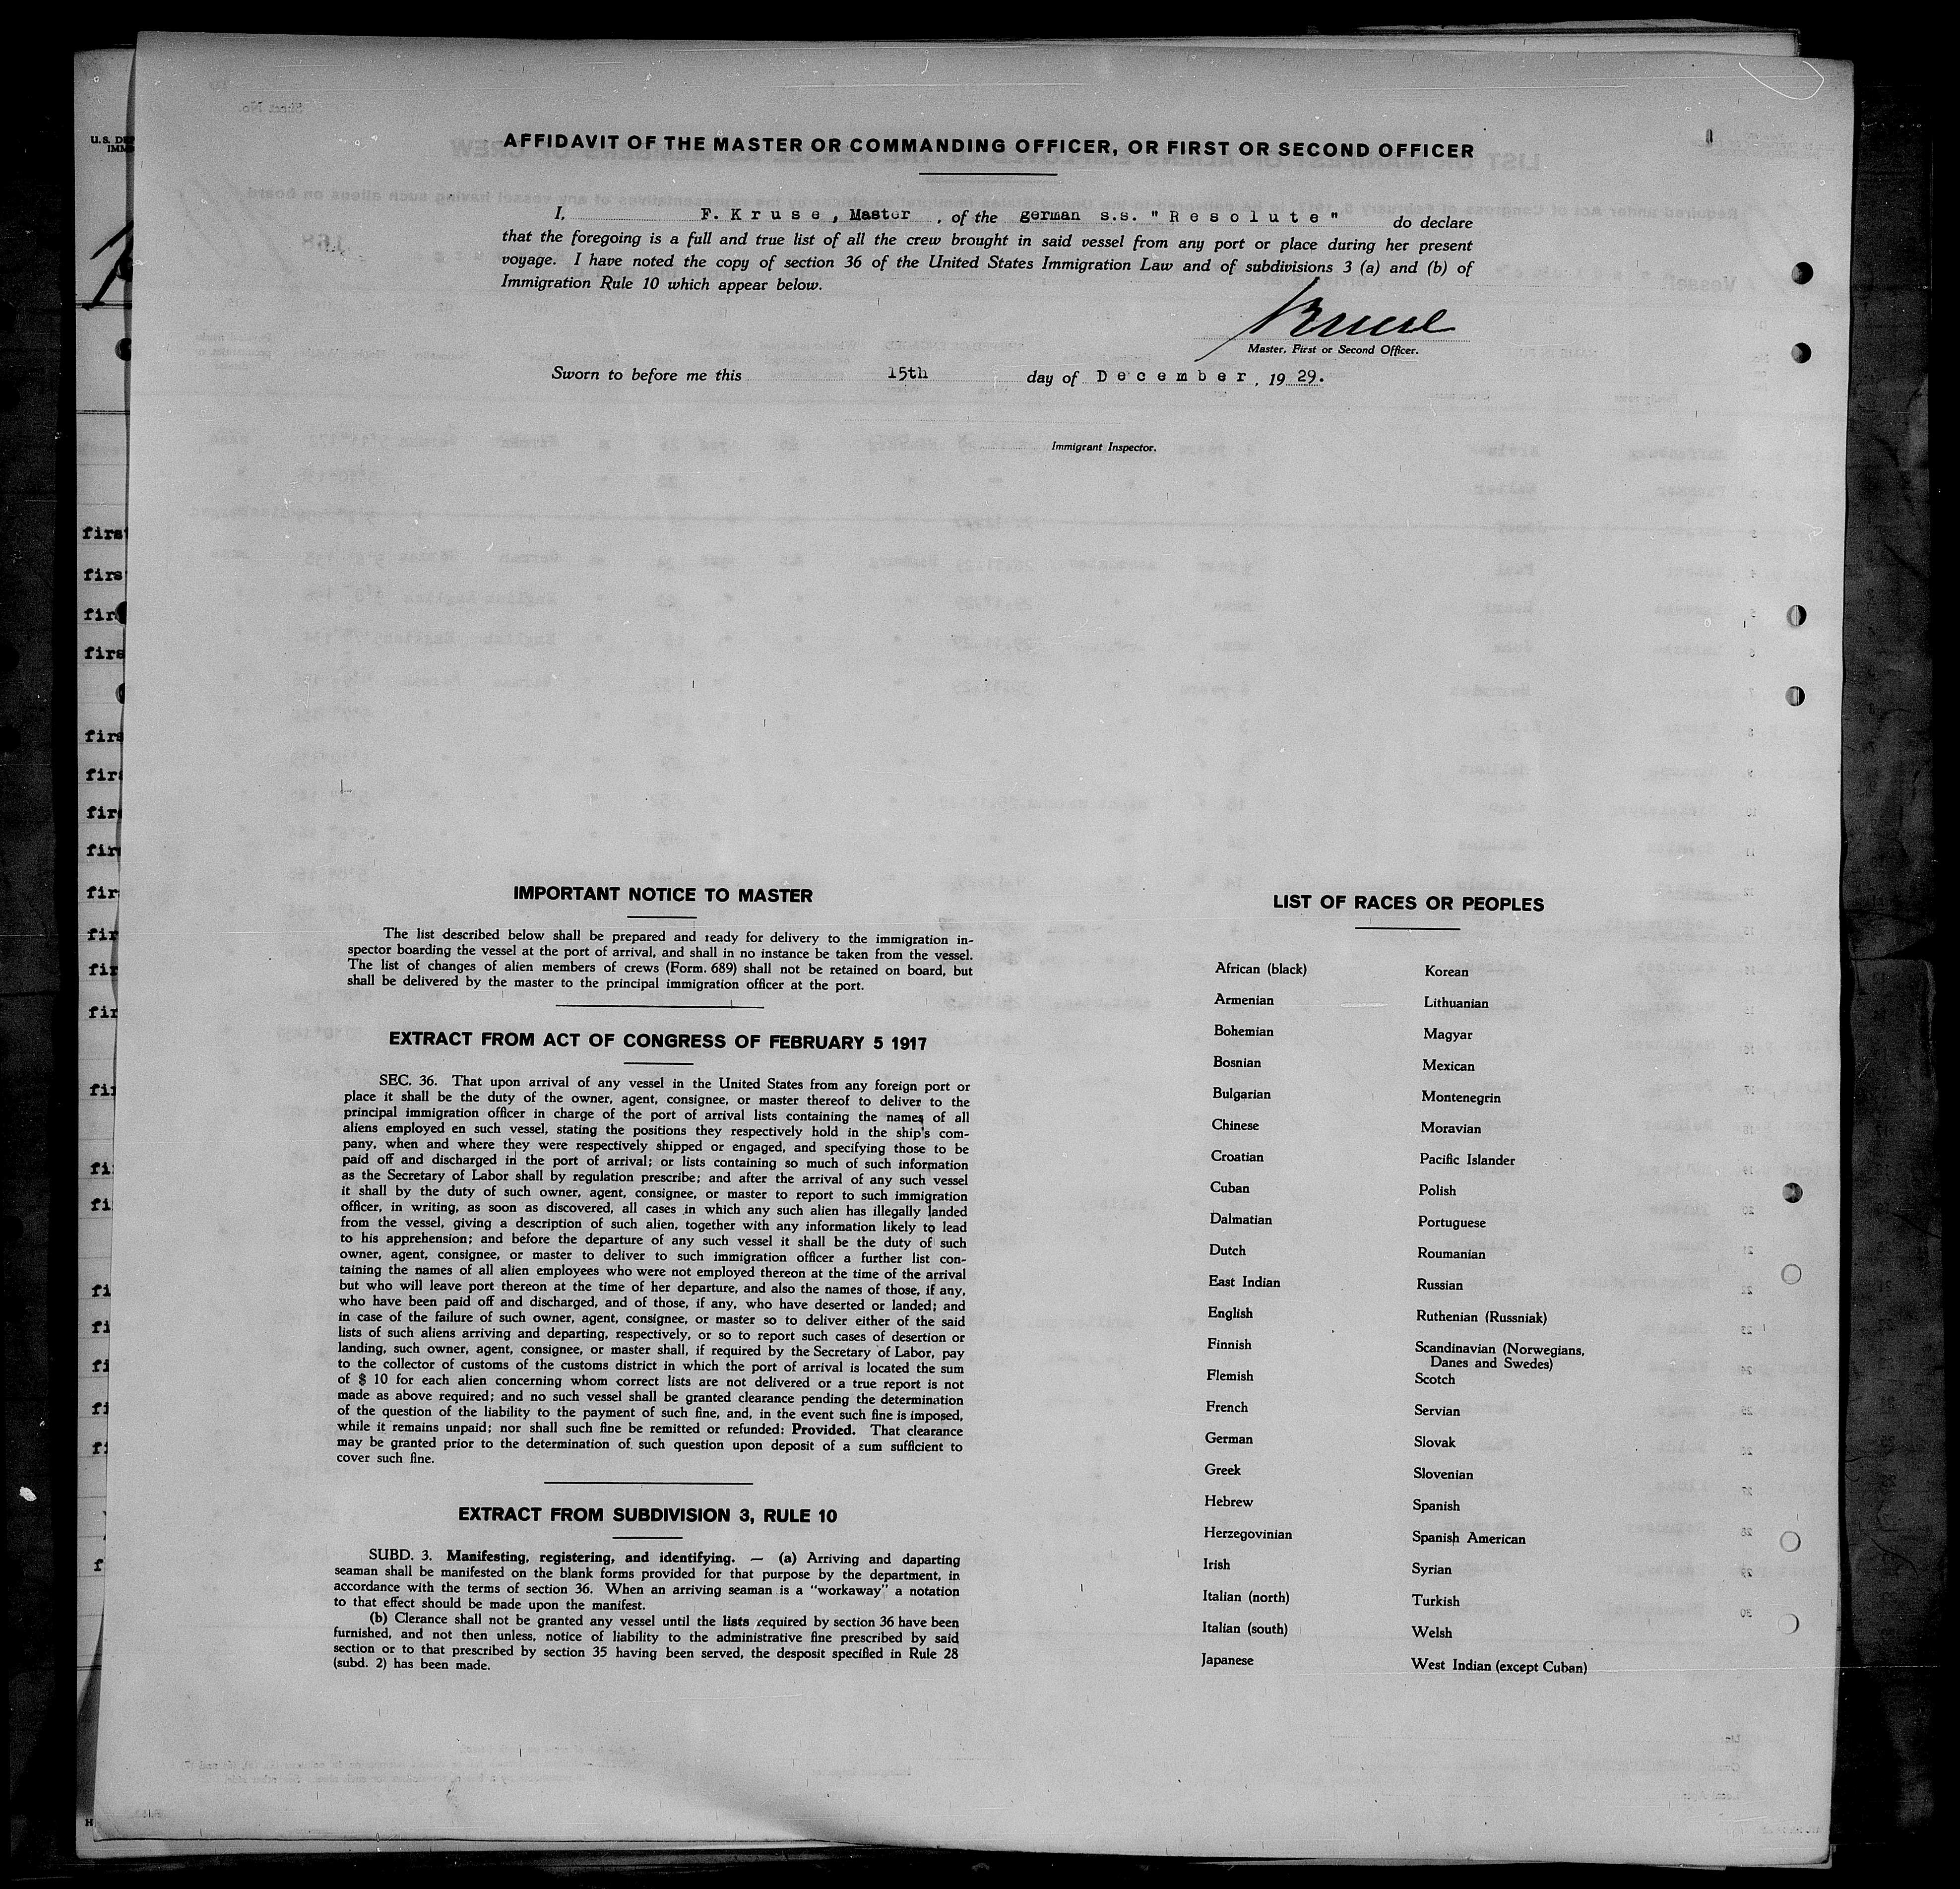 AFFIDAVIT OF THE MASTER OR COMMANDING OFFICER, OR FIRST OR SECOND OFFICER
I, F. Kruse, Master, of the german s.s. "Resolute" do declare
that the foregoing is a full and true list of all the crew brought in said vessel from any port or place during her present
voyage. I have noted the copy of section 36 of the United States Immigration Law and of subdivisions 3 (a) and (b) of
Immigration Rule 10 which appear below.
Kruse
Master, First or Second Officer.
Sworn to before me this 15th day of December, 19 29.
Immigrant Inspector.
IMPORTANT NOTICE TO MASTER
The list described below shall be prepared and ready for delivery to the immigration in-
spector boarding the vessel at the port of arrival, and shall in no instance be taken from the vessel.
The list of changes of alien members of crews (Form. 689) shall not be retained on board, but
shall be delivered by the master to the principal immigration officer at the port.
EXTRACT FROM ACT OF CONGRESS OF FEBRUARY 5 1917
SEC. 36. That upon arrival of any vessel in the United States from any foreign port or
place it shall be the duty of the owner, agent, consignee, or master thereof to deliver to the
principal immigration officer in charge of the port of arrival lists containing the names of all
aliens employed en such vessel, stating the positions they respectively hold in the ship's com-
pany, when and where they were respectively shipped or engaged, and specifying those to be
paid off and discharged in the port of arrival; or lists containing so much of such information
as the Secretary of Labor shall by regulation prescribe; and after the arrival of any such vessel
it shall by the duty of such owner, agent, consignee, or master to report to such immigration
officer, in writing, as soon as discovered, all cases in which any such alien has illegally landed
from the vessel, giving a description of such alien, together with any information likely to lead
to his apprehension; and before the departure of any such vessel it shall be the duty of such
owner, agent, consignee, or master to deliver to such immigration officer a further list con-
taining the names of all alien employees who were not employed thereon at the time of the arrival
but who will leave port thereon at the time of her departure, and also the names of those, if any,
who have been paid off and discharged, and of those, if any, who have deserted or landed; and
in case of the failure of such owner, agent, consignee, or master so to deliver either of the said
lists of such aliens arriving and departing, respectively, or so to report such cases of desertion or
landing, such owner, agent, consignee, or master shall, if required by the Secretary of Labor, pay
to the collector of customs of the customs district in which the port of arrival is located the sum
of $ 10 for each alien concerning whom correct lists are not delivered or a true report is not
made as above required; and no such vessel shall be granted clearance pending the determination
of the question of the liability to the payment of such fine, and, in the event such fine is imposed,
while it remains unpaid; nor shall such fine be remitted or refunded: Provided. That clearance
may be granted prior to the determination of such question upon deposit of a sum sufficient to
cover such fine.
EXTRACT FROM SUBDIVISION 3, RULE 10
SUBD. 3. Manifesting, registering, and identifying. — (a) Arriving and daparting
seaman shall be manifested on the blank forms provided for that purpose by the department, in
accordance with the terms of section 36. When an arriving seaman is a "workaway" a notation
to that effect should be made upon the manifest.
(b) Clerance shall not be granted any vessel until the lists required by section 36 have been
furnished, and not then unless, notice of liability to the administrative fine prescribed by said
section or to that prescribed by section 35 having been served, the desposit specified in Rule 28
(subd. 2) has been made.
LIST OF RACES OR PEOPLES
African (black)
Armenian
Bohemian
Bosnian
Bulgarian
Chinese
Croatian
Cuban
Dalmatian
Dutch
East Indian
English
Finnish
Flemish
French
German
Greek
Hebrew
Herzegovinian
Irish
Italian (north)
Italian (south)
Japanese
Korean
Lithuanian
Magyar
Mexican
Montenegrin
Moravian
Pacific Islander
Polish
Portuguese
Roumanian
Russian
Ruthenian (Russniak)
Scandinavian (Norwegians,
Danes and Swedes)
Scotch
Servian
Slovak
Slovenian
Spanish
Spanish American
Syrian
Turkish
Welsh
West Indian (except Cuban)